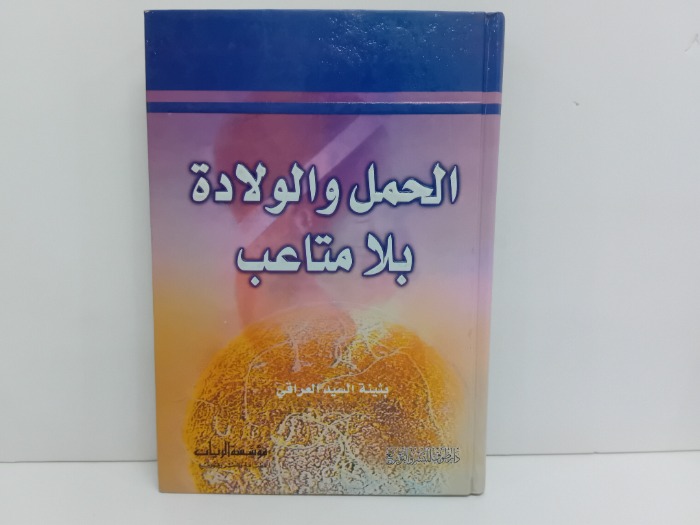 الحمل والولادة
بلا متاعب
بثينة السيد العراقي
مؤسسة الريان